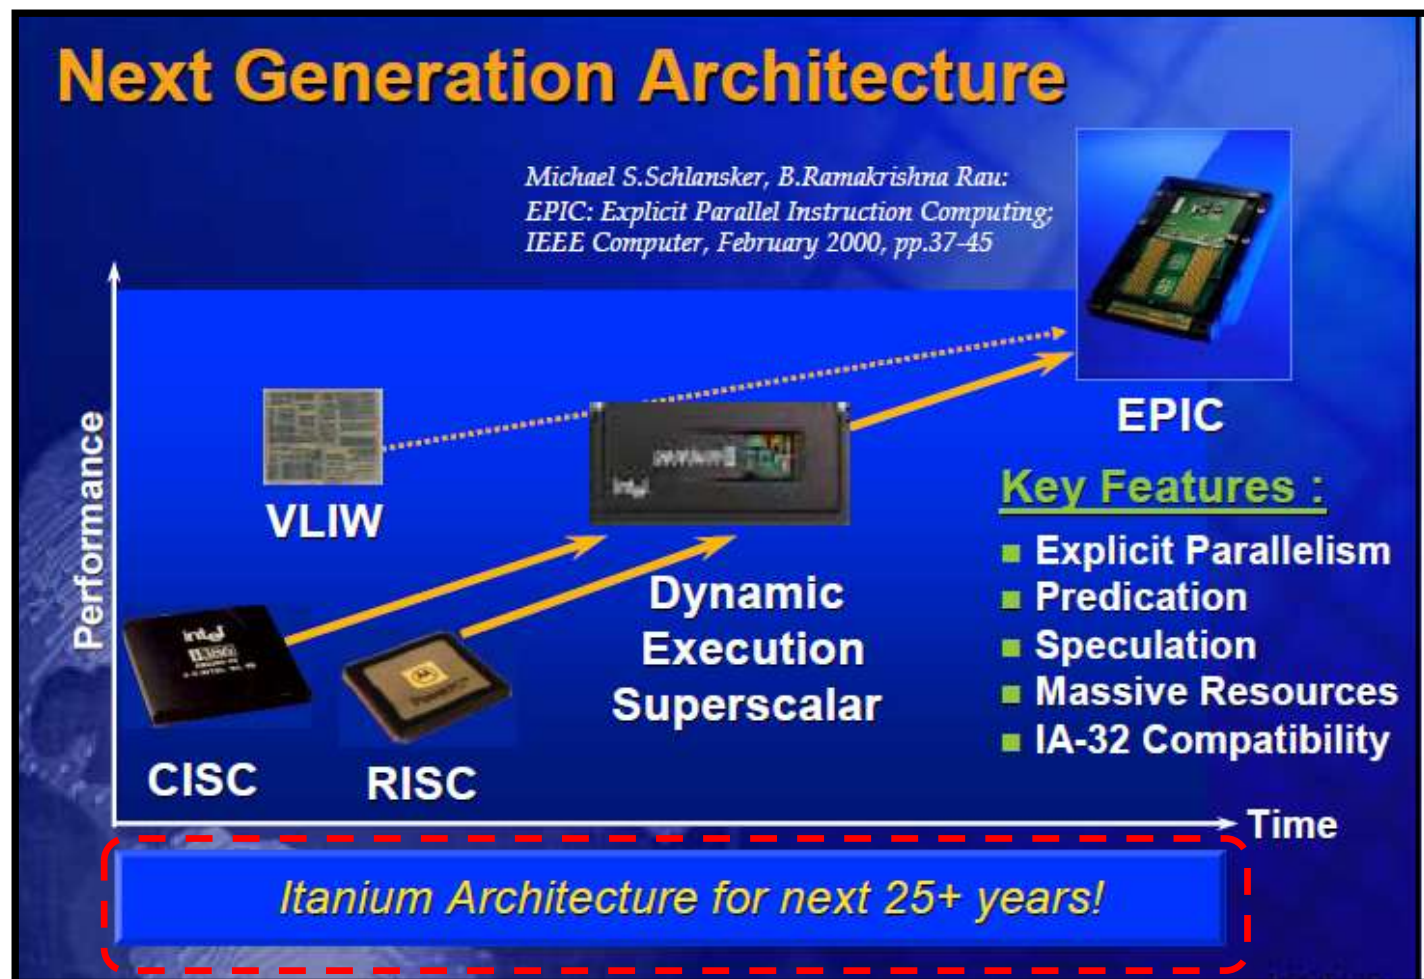 Next Generation Architecture
Michael S.Schlansker, B.Ramakrishna Rau:
EPIC: Explicit Parallel Instruction Computing;
IEEE Computer, February 2000, pp.37-45
Performance
VLIW
intel
intel
CISC
RISC
Dynamic
Execution
Superscalar
EPIC
Key Features :
Explicit Parallelism
Predication
Speculation
Massive Resources
IA-32 Compatibility
Time
Itanium Architecture for next 25+ years!